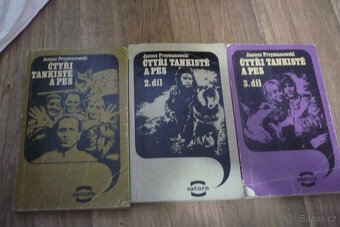 Janusz Przymanowski
ČTYŘI
TANKISTÉ
A PES
saturn
Janusz Przymanowski
ČTYŘI
TANKISTÉ
A PES
2. díl
saturn
Janusz Przymanowski
ČTYŘI
TANKISTÉ
A PES
3. díl
saturn
Bazos.cz